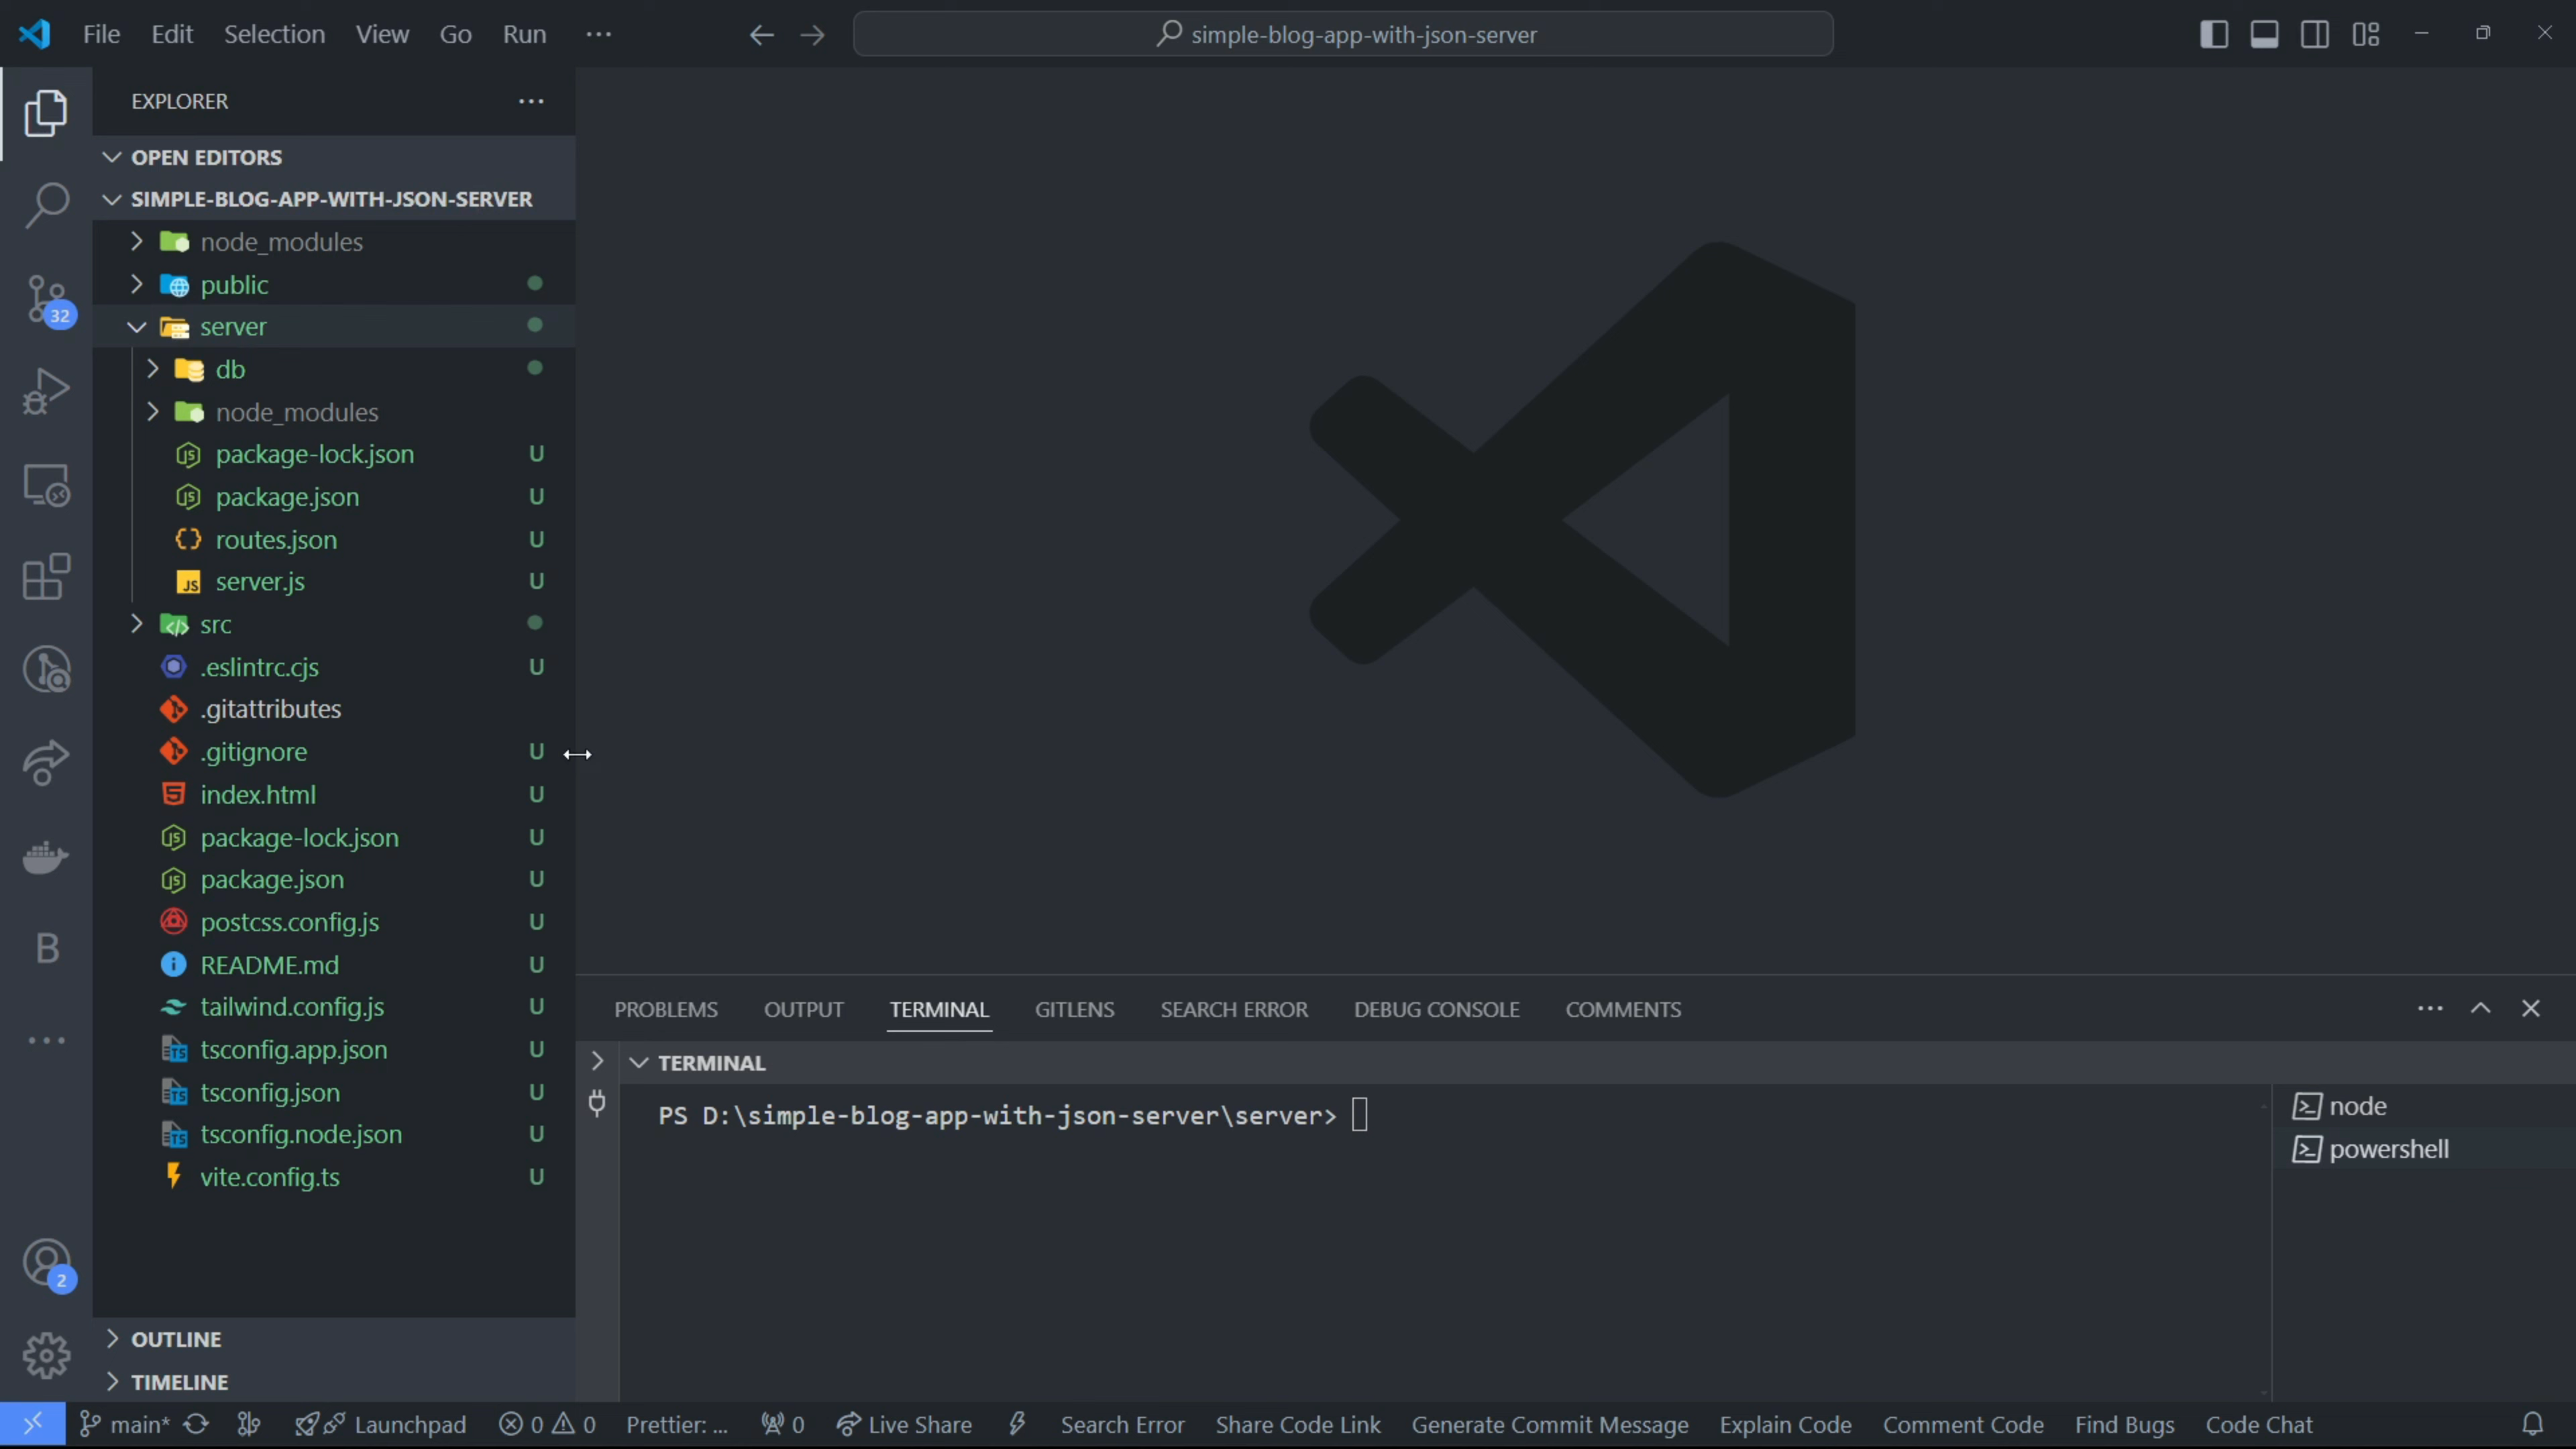 File Edit Selection View Go Run ···
simple-blog-app-with-json-server
EXPLORER ···
OPEN EDITORS
SIMPLE-BLOG-APP-WITH-JSON-SERVER
node_modules
public
32
server
db
node_modules
package-lock.json U
package.json U
routes.json U
server.js U
src
.eslintrc.cjs U
.gitattributes
.gitignore U
index.html U
package-lock.json U
package.json U
postcss.config.js U
B
README.md U
tailwind.config.js U
tsconfig.app.json U
tsconfig.json U
tsconfig.node.json U
vite.config.ts U
2
OUTLINE
TIMELINE
PROBLEMS OUTPUT TERMINAL GITLENS SEARCH ERROR DEBUG CONSOLE COMMENTS
TERMINAL
PS D:\simple-blog-app-with-json-server\server>
node
powershell
main* Launchpad 0 0 Prettier: ... 0 Live Share Search Error Share Code Link Generate Commit Message Explain Code Comment Code Find Bugs Code Chat